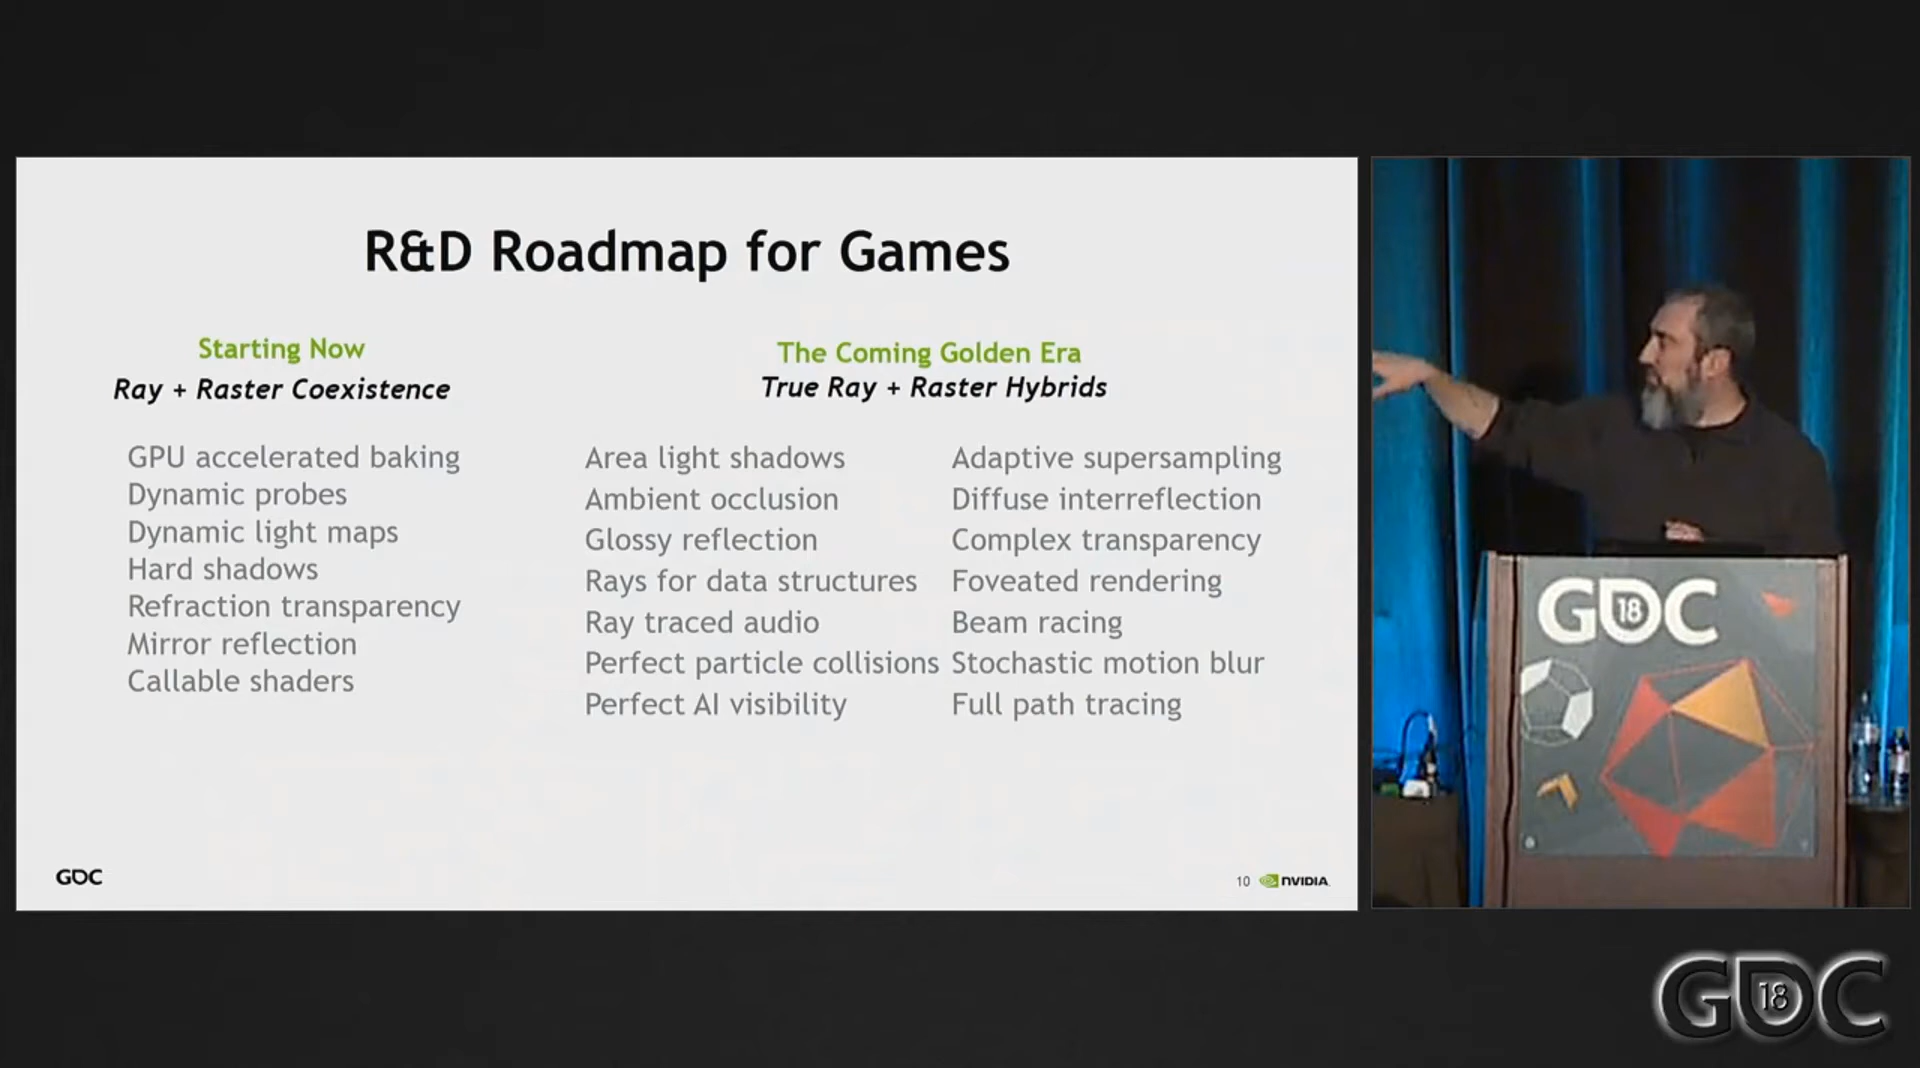 R&D Roadmap for Games
Starting Now
Ray + Raster Coexistence
GPU accelerated baking
Dynamic probes
Dynamic light maps
Hard shadows
Refraction transparency
Mirror reflection
Callable shaders
The Coming Golden Era
True Ray + Raster Hybrids
Area light shadows
Ambient occlusion
Glossy reflection
Rays for data structures
Ray traced audio
Perfect particle collisions
Perfect AI visibility
Adaptive supersampling
Diffuse interreflection
Complex transparency
Foveated rendering
Beam racing
Stochastic motion blur
Full path tracing
GDC
10 NVIDIA
GDC 18
GDC 18